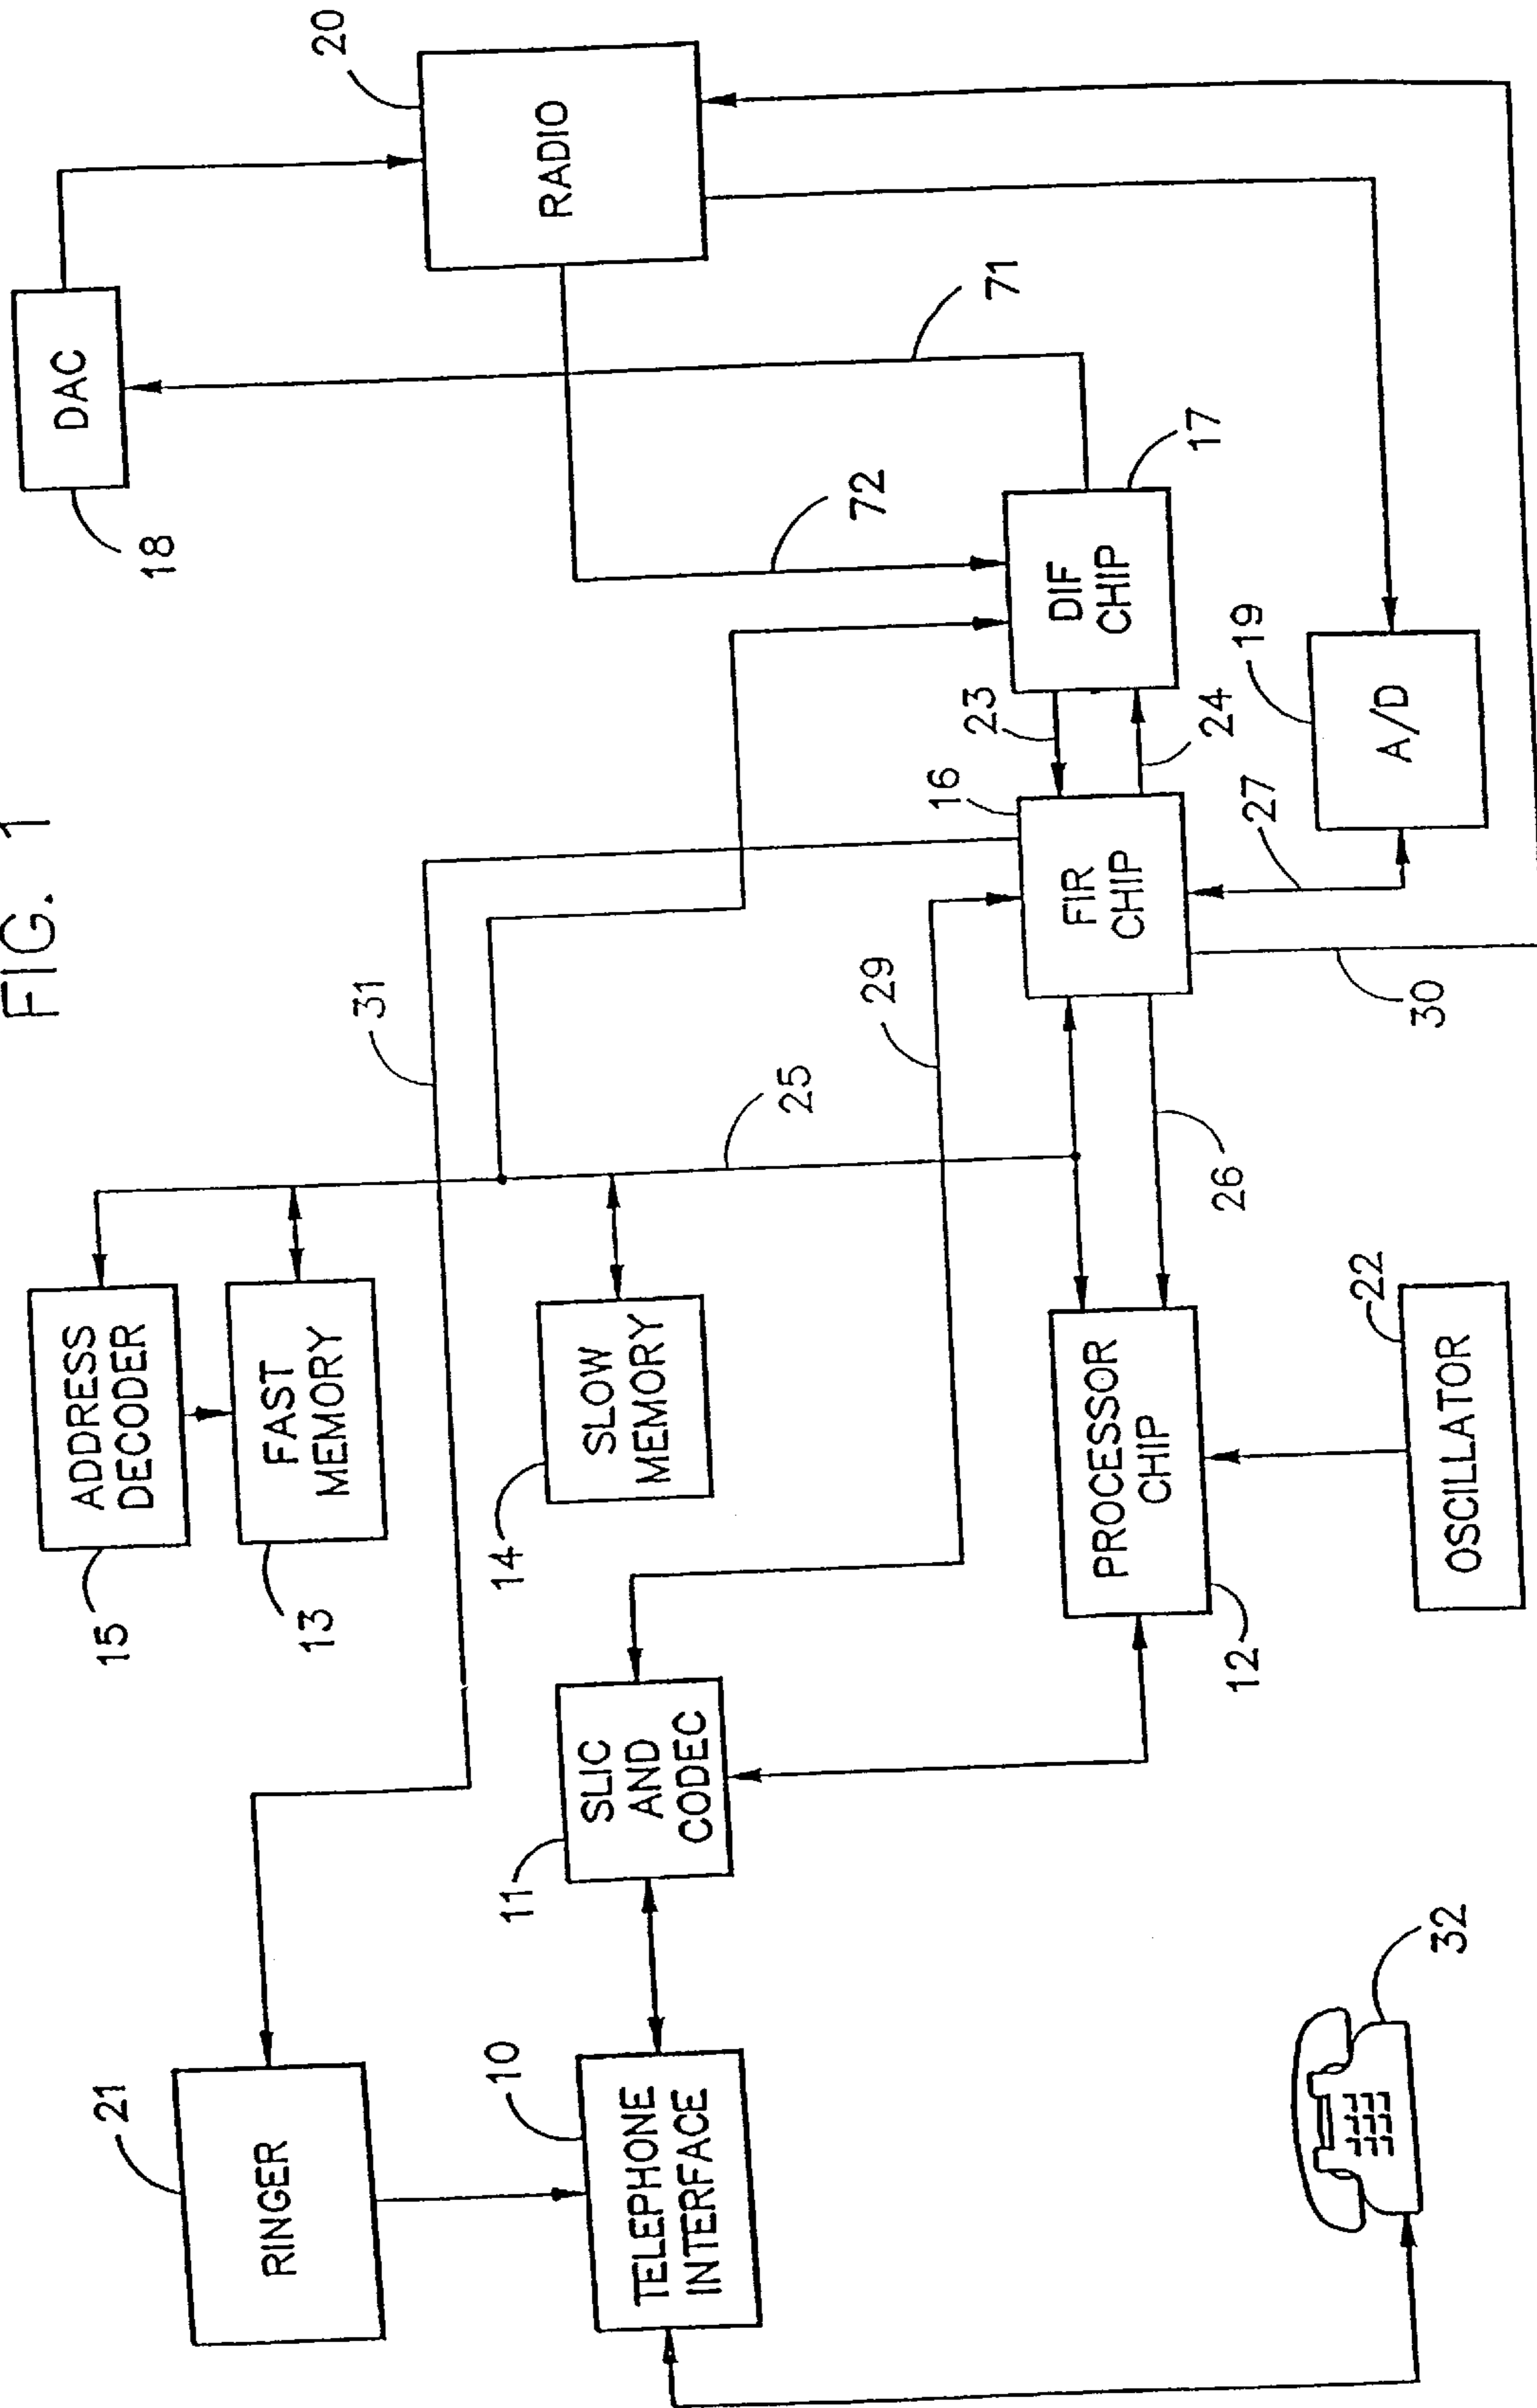 FIG. 1
21
RINGER
10
TELEPHONE
INTERFACE
32
11
SLIC
AND
CODEC
15
ADDRESS
DECODER
13
FAST
MEMORY
14
SLOW
MEMORY
12
PROCESSOR
CHIP
22
OSCILLATOR
31
25
29
26
16
FIR
CHIP
30
27
23
24
DIF
CHIP
17
19
A/D
72
71
18
DAC
20
RADIO